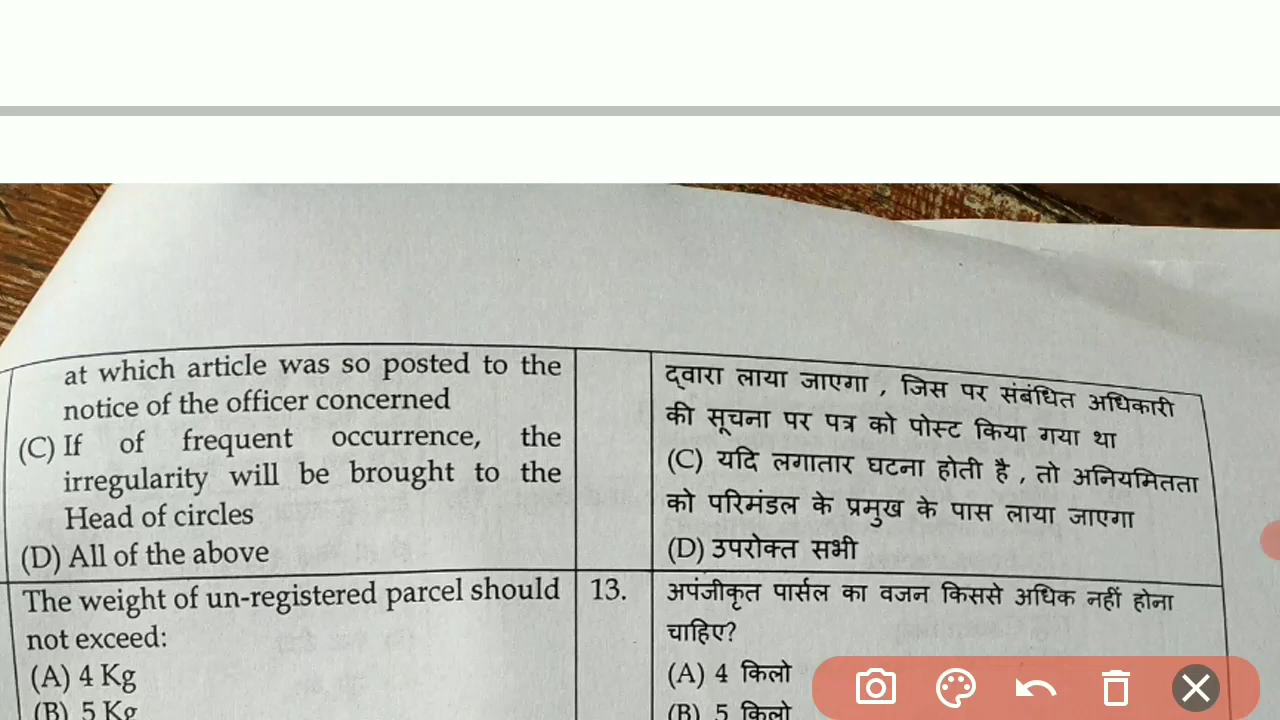 at which article was so posted to the
notice of the officer concerned
(C) If of frequent occurrence, the
irregularity will be brought to the
Head of circles
(D) All of the above
The weight of un-registered parcel should
not exceed:
(A) 4 Kg
(B) 5 Kg
13.
द्वारा लाया जाएगा , जिस पर संबंधित अधिकारी
की सूचना पर पत्र को पोस्ट किया गया था
(C) यदि लगातार घटना होती है , तो अनियमितता
को परिमंडल के प्रमुख के पास लाया जाएगा
(D) उपरोक्त सभी
अपंजीकृत पार्सल का वजन किससे अधिक नहीं होना
चाहिए?
(A) 4 किलो
(B) 5 किलो